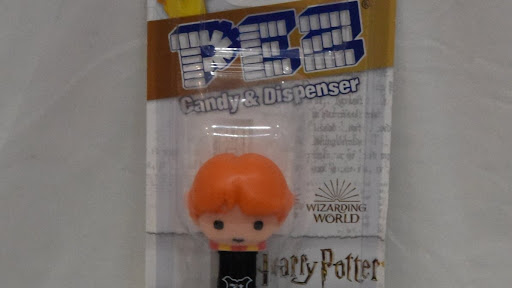 PEZ
®
Candy & Dispenser
WIZARDING
WORLD
Harry Potter